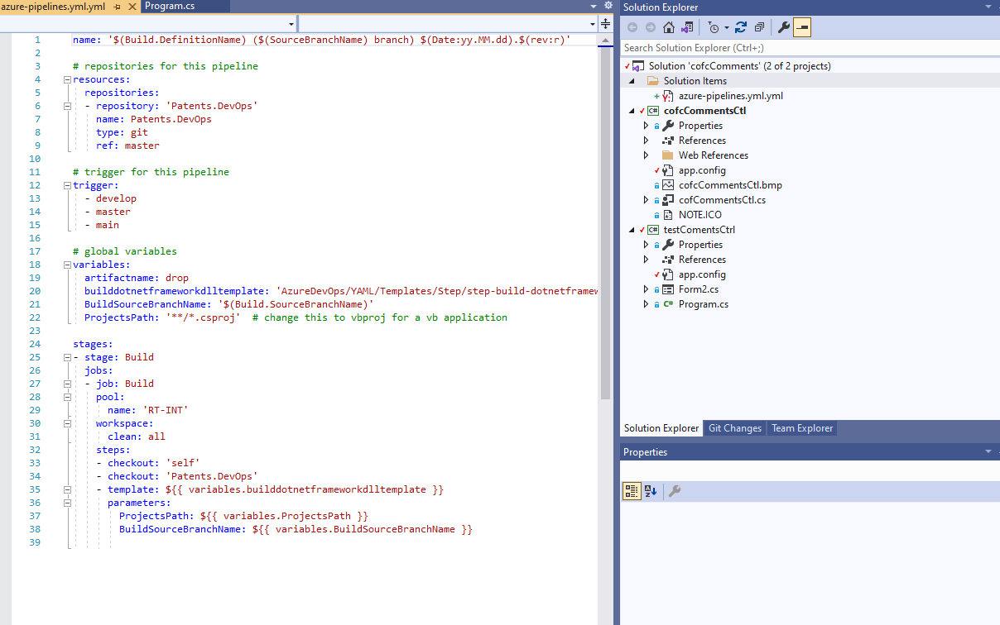 azure-pipelines.yml.yml
Program.cs
1 name: '$(Build.DefinitionName) ($(SourceBranchName) branch) $(Date:yy.MM.dd).$(rev:r)'
2
3 # repositories for this pipeline
4 resources:
5 repositories:
6 - repository: 'Patents.DevOps'
7 name: Patents.DevOps
8 type: git
9 ref: master
10
11 # trigger for this pipeline
12 trigger:
13 - develop
14 - master
15 - main
16
17 # global variables
18 variables:
19 artifactname: drop
20 builddotnetframeworkdlltemplate: 'AzureDevOps/YAML/Templates/Step/step-build-dotnetframew
21 BuildSourceBranchName: '$(Build.SourceBranchName)'
22 ProjectsPath: '**/*.csproj' # change this to vbproj for a vb application
23
24 stages:
25 - stage: Build
26 jobs:
27 - job: Build
28 pool:
29 name: 'RT-INT'
30 workspace:
31 clean: all
32 steps:
33 - checkout: 'self'
34 - checkout: 'Patents.DevOps'
35 - template: ${{ variables.builddotnetframeworkdlltemplate }}
36 parameters:
37 ProjectsPath: ${{ variables.ProjectsPath }}
38 BuildSourceBranchName: ${{ variables.BuildSourceBranchName }}
39
Solution Explorer
Search Solution Explorer (Ctrl+;)
Solution 'cofcComments' (2 of 2 projects)
Solution Items
azure-pipelines.yml.yml
C# cofcCommentsCtl
Properties
References
Web References
app.config
cofcCommentsCtl.bmp
cofCommentsCtl.cs
NOTE.ICO
C# testComentsCtrl
Properties
References
app.config
Form2.cs
C# Program.cs
Solution Explorer
Git Changes
Team Explorer
Properties